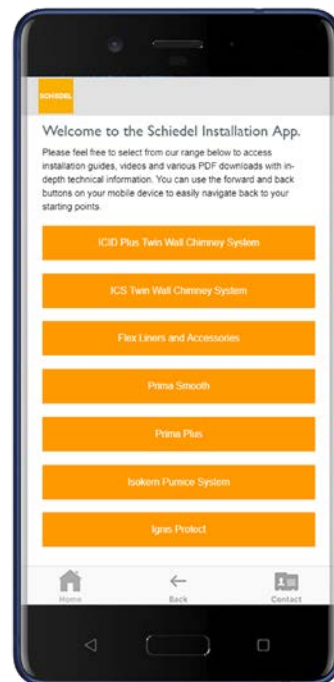 SCHIEDEL
Welcome to the Schiedel Installation App.
Please feel free to select from our range below to access
installation guides, videos and various PDF downloads with in-
depth technical information. You can use the forward and back
buttons on your mobile device to easily navigate back to your
starting points.
ICID Plus Twin Wall Chimney System
ICS Twin Wall Chimney System
Flex Liners and Accessories
Prima Smooth
Prima Plus
Isokern Pumice System
Ignis Protect
Home
Back
Contact